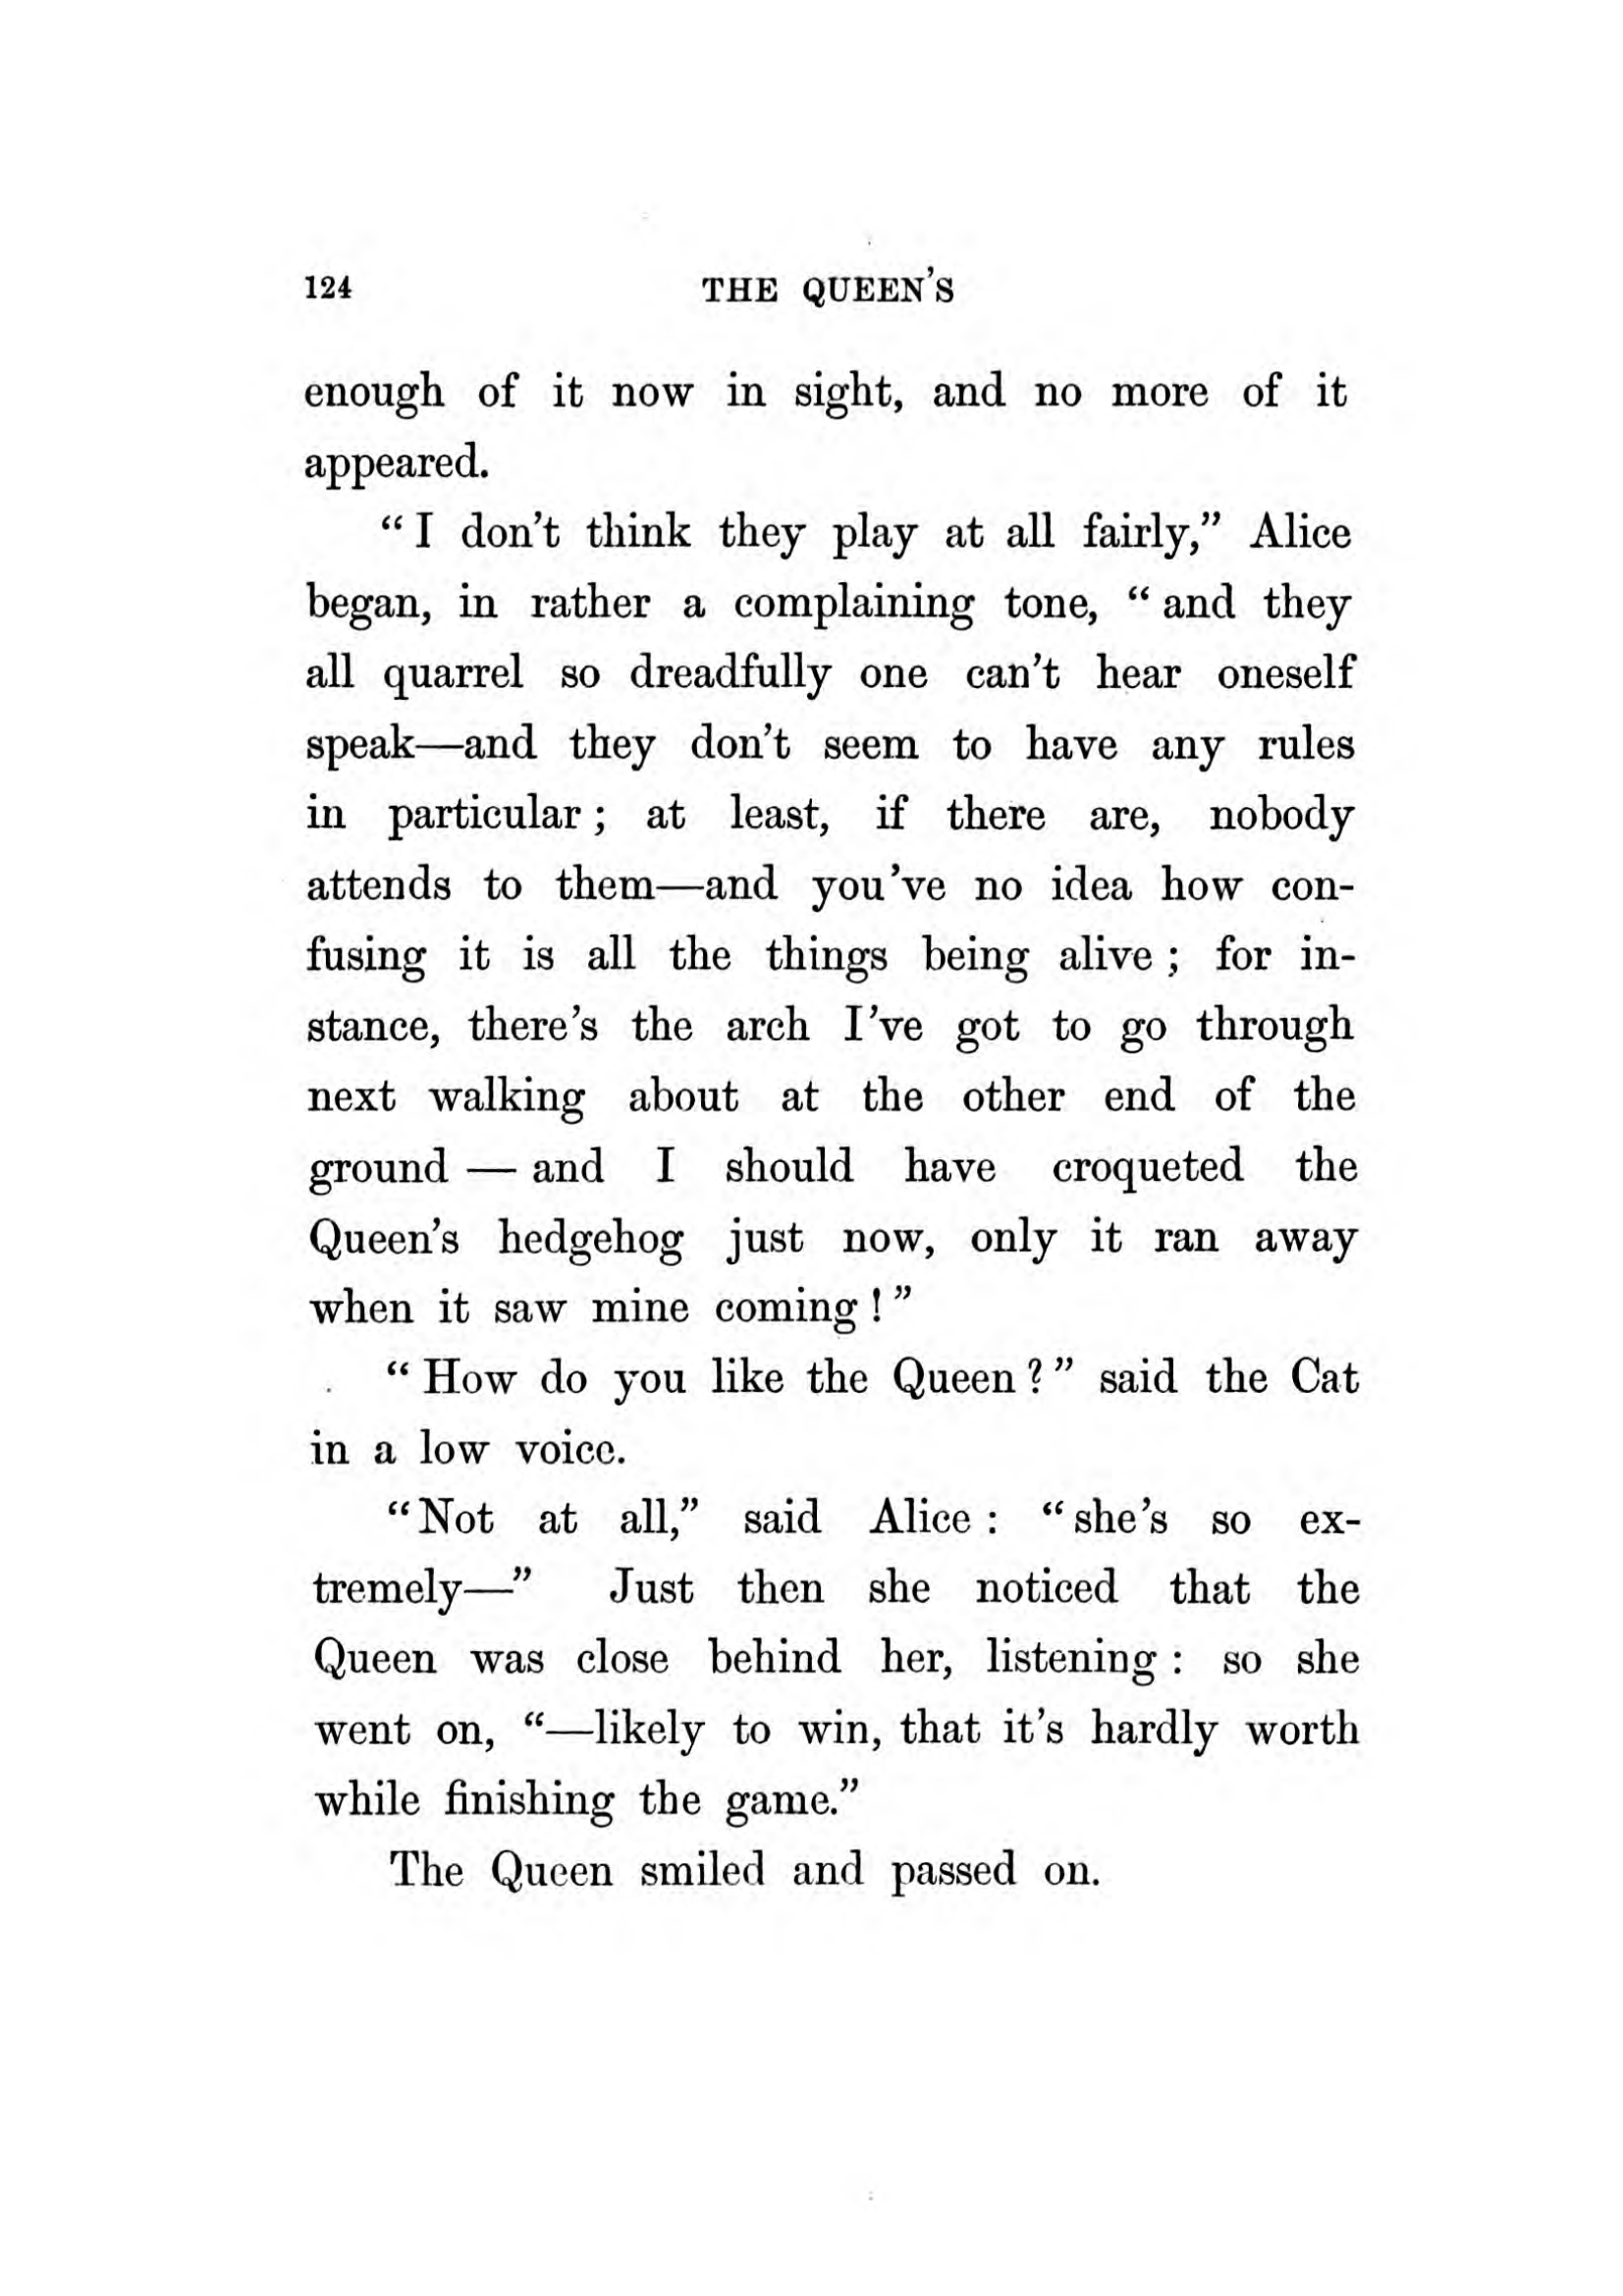 124 THE QUEEN'S
enough of it now in sight, and no more of it
appeared.
“I don't think they play at all fairly,” Alice
began, in rather a complaining tone, “and they
all quarrel so dreadfully one can't hear oneself
speak—and they don't seem to have any rules
in particular; at least, if there are, nobody
attends to them—and you've no idea how con-
fusing it is all the things being alive; for in-
stance, there's the arch I've got to go through
next walking about at the other end of the
ground — and I should have croqueted the
Queen's hedgehog just now, only it ran away
when it saw mine coming!”
“How do you like the Queen?” said the Cat
in a low voice.
“Not at all,” said Alice: “she's so ex-
tremely—” Just then she noticed that the
Queen was close behind her, listening: so she
went on, “—likely to win, that it's hardly worth
while finishing the game.”
The Queen smiled and passed on.